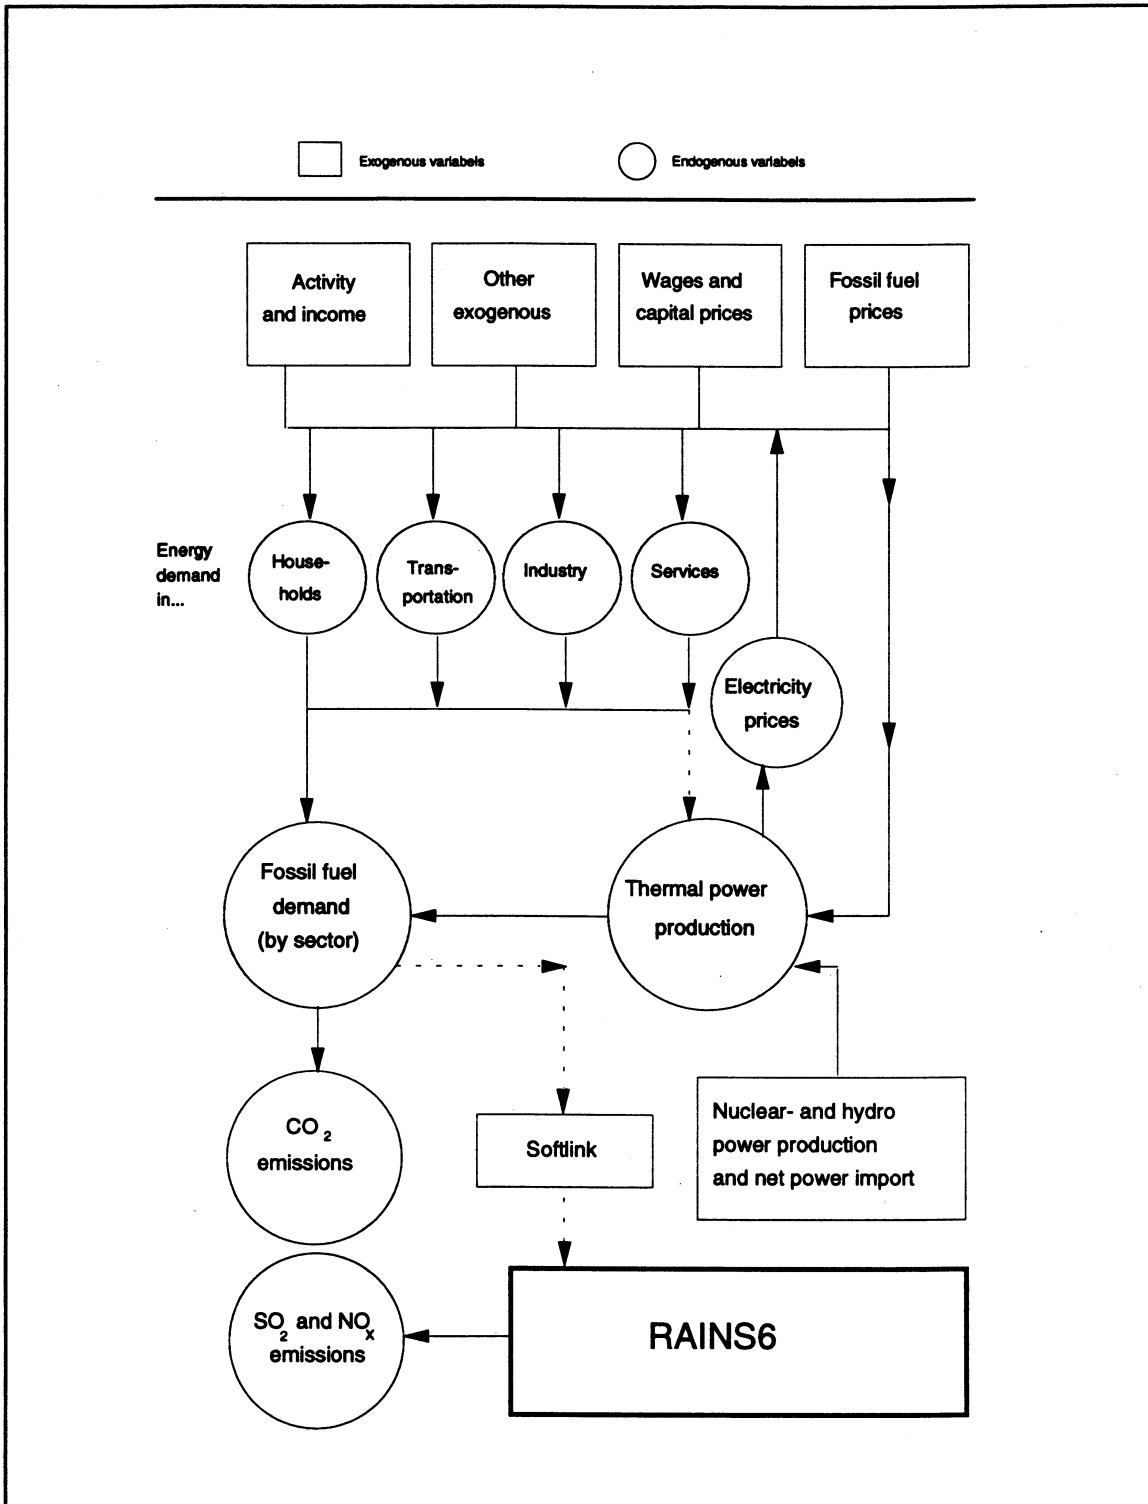 Exogenous variabels
Endogenous variabels
Activity
and income
Other
exogenous
Wages and
capital prices
Fossil fuel
prices
Energy
demand
in...
House-
holds
Trans-
portation
Industry
Services
Electricity
prices
Fossil fuel
demand
(by sector)
Thermal power
production
CO2
emissions
Softlink
Nuclear- and hydro
power production
and net power import
SO2 and NOx
emissions
RAINS6